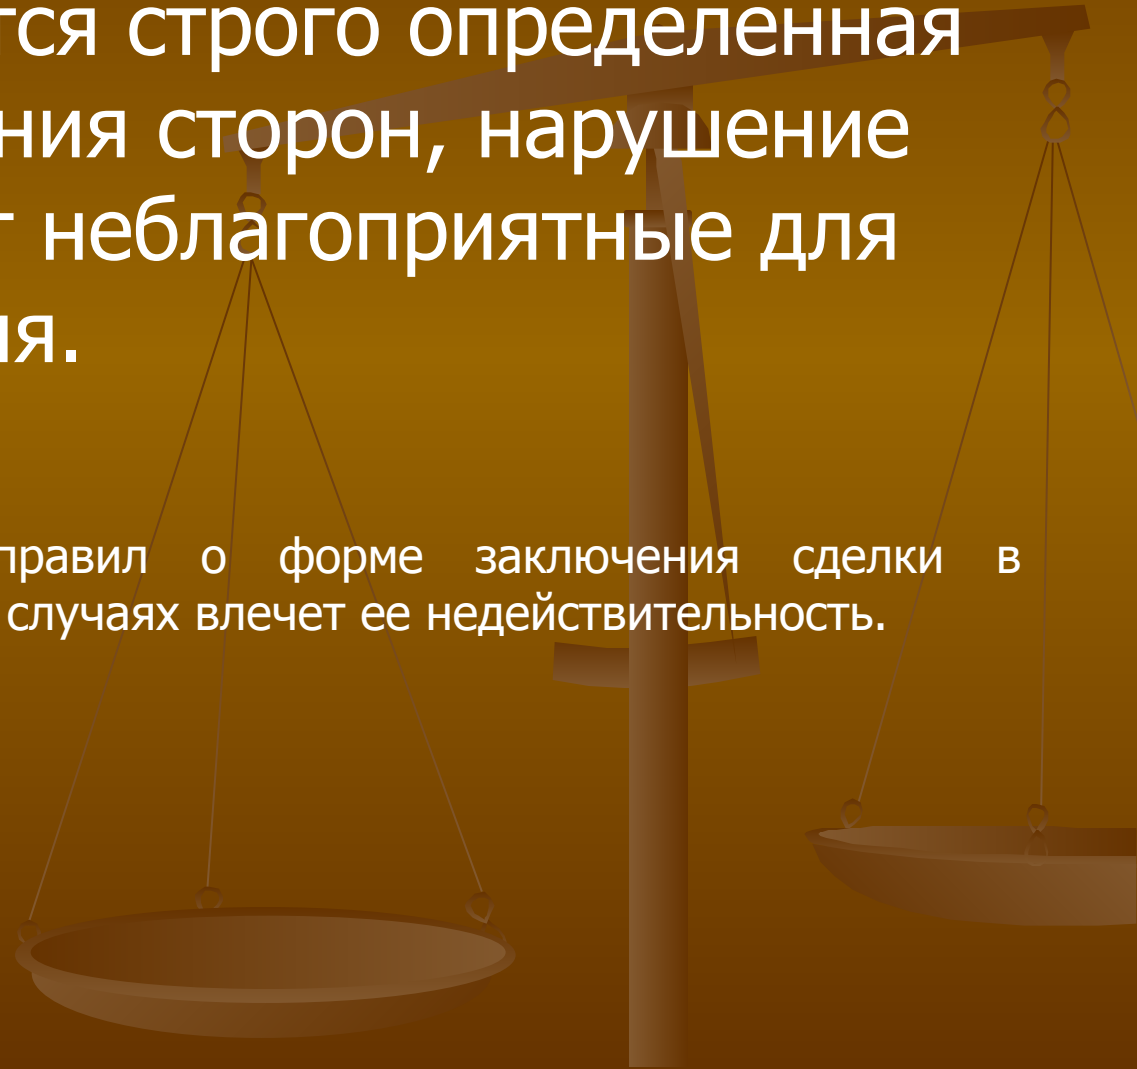 тся строго определенная
ния сторон, нарушение
т неблагоприятные для
ия.
правил о форме заключения сделки в
случаях влечет ее недействительность.